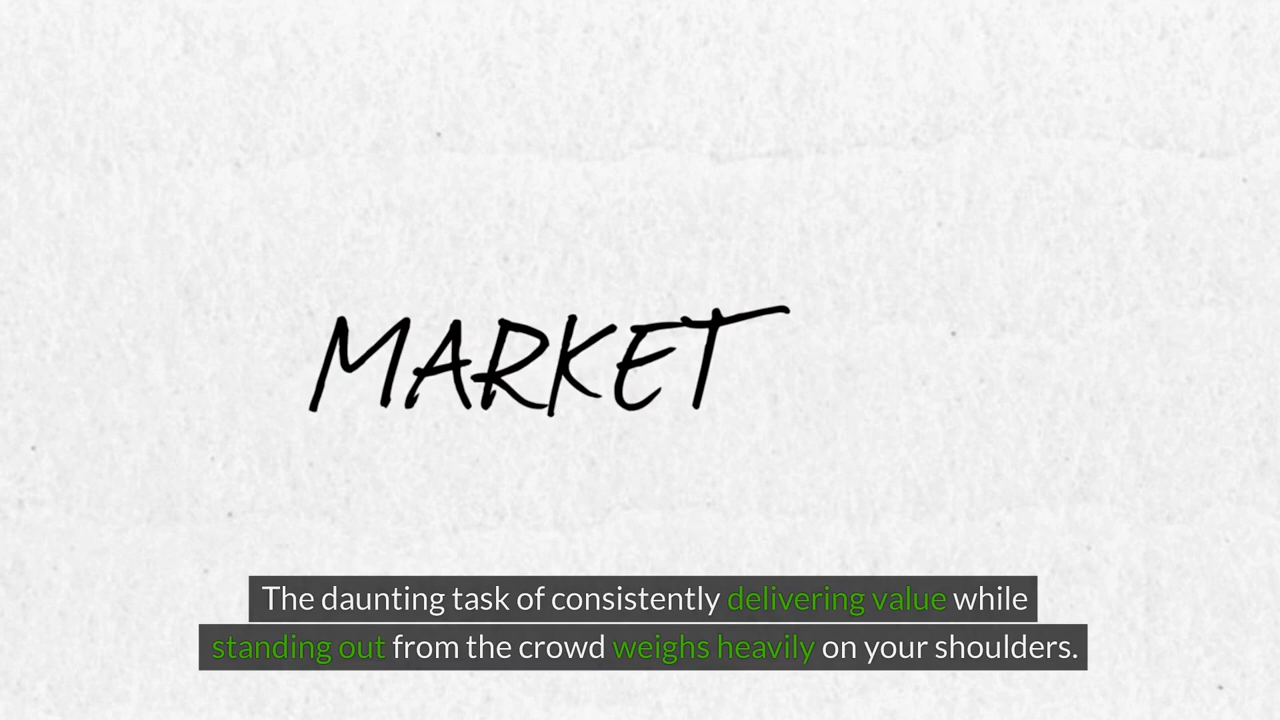 MARKET
The daunting task of consistently delivering value while
standing out from the crowd weighs heavily on your shoulders.